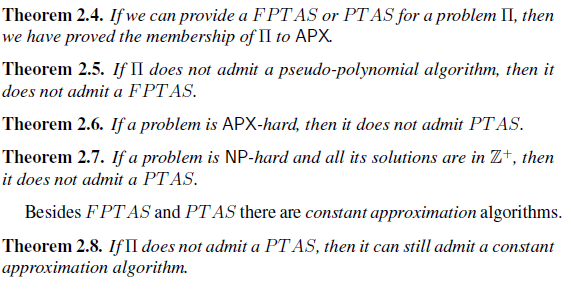 Theorem 2.4. If we can provide a FPTAS or PTAS for a problem Π, then
we have proved the membership of Π to APX.
Theorem 2.5. If Π does not admit a pseudo-polynomial algorithm, then it
does not admit a FPTAS.
Theorem 2.6. If a problem is APX-hard, then it does not admit PTAS.
Theorem 2.7. If a problem is NP-hard and all its solutions are in ℤ⁺, then
it does not admit a PTAS.
Besides FPTAS and PTAS there are constant approximation algorithms.
Theorem 2.8. If Π does not admit a PTAS, then it can still admit a constant
approximation algorithm.